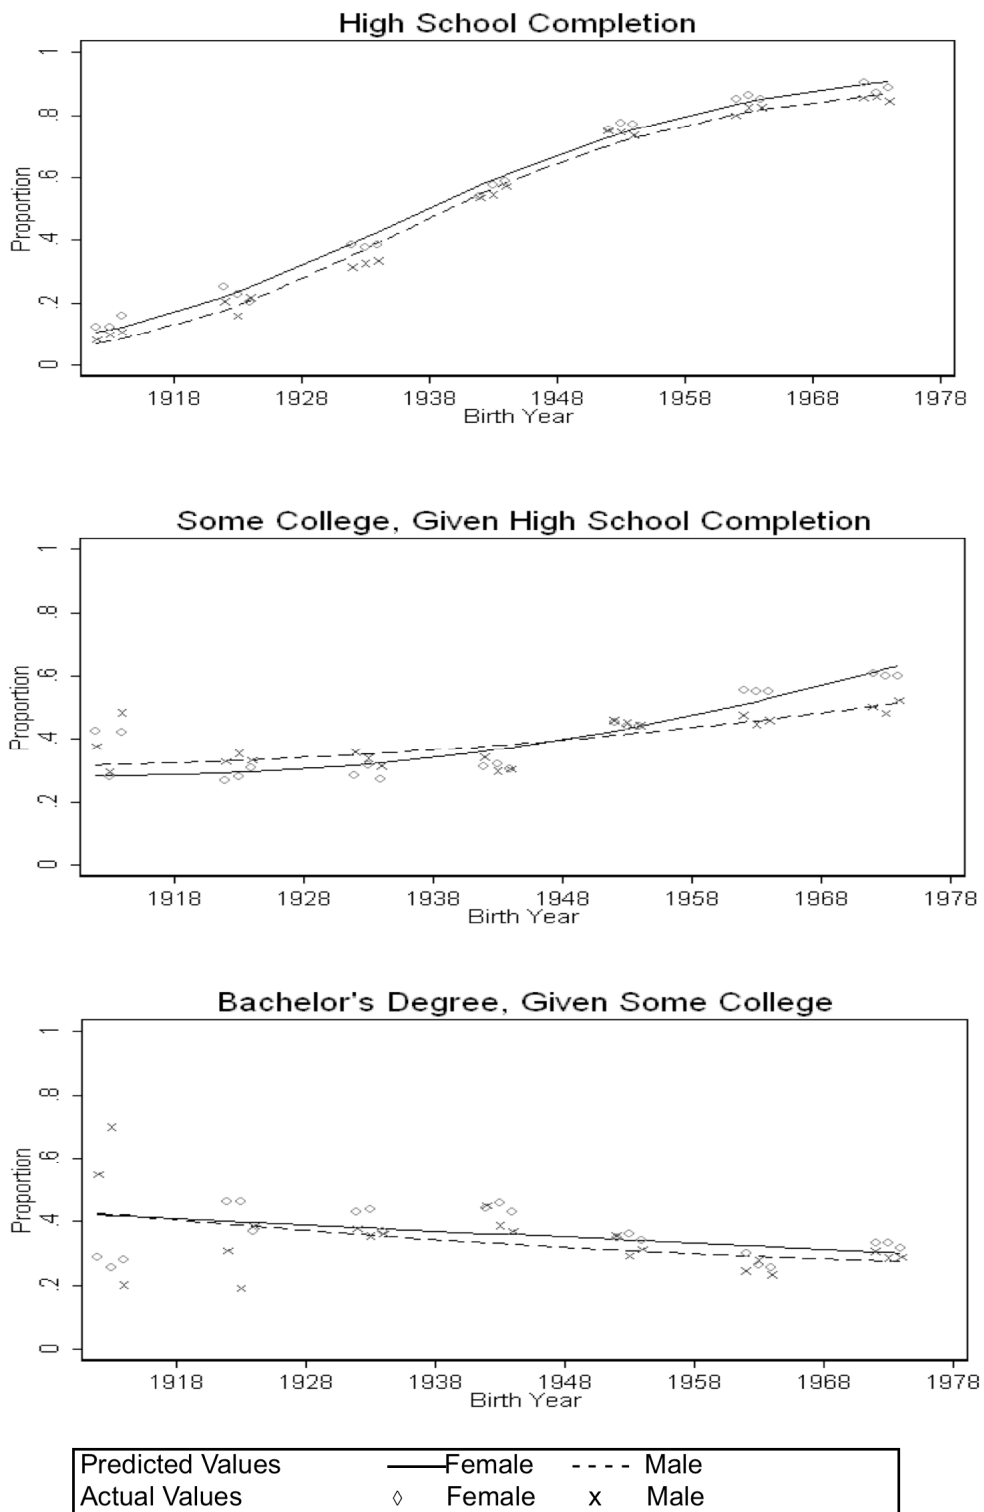 High School Completion
1
.8
.6
.4
.2
0
Proportion
1918 1928 1938 1948 1958 1968 1978
Birth Year
Some College, Given High School Completion
1
.8
.6
.4
.2
0
Proportion
1918 1928 1938 1948 1958 1968 1978
Birth Year
Bachelor's Degree, Given Some College
1
.8
.6
.4
.2
0
Proportion
1918 1928 1938 1948 1958 1968 1978
Birth Year
Predicted Values Female Male
Actual Values Female x Male